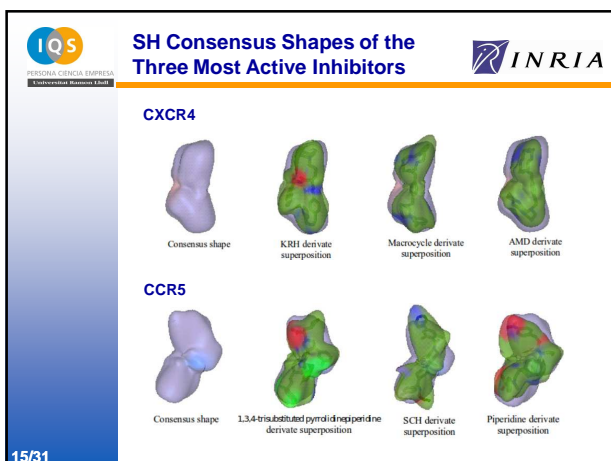 IQS
PERSONA CIENCIA EMPRESA
Universitat Ramon Llull
SH Consensus Shapes of the
Three Most Active Inhibitors
INRIA
CXCR4
Consensus shape
KRH derivate
superposition
Macrocycle derivate
superposition
AMD derivate
superposition
CCR5
Consensus shape
1,3,4-trisubstituted pyrrolidinepiperidine
derivate superposition
SCH derivate
superposition
Piperidine derivate
superposition
15/31